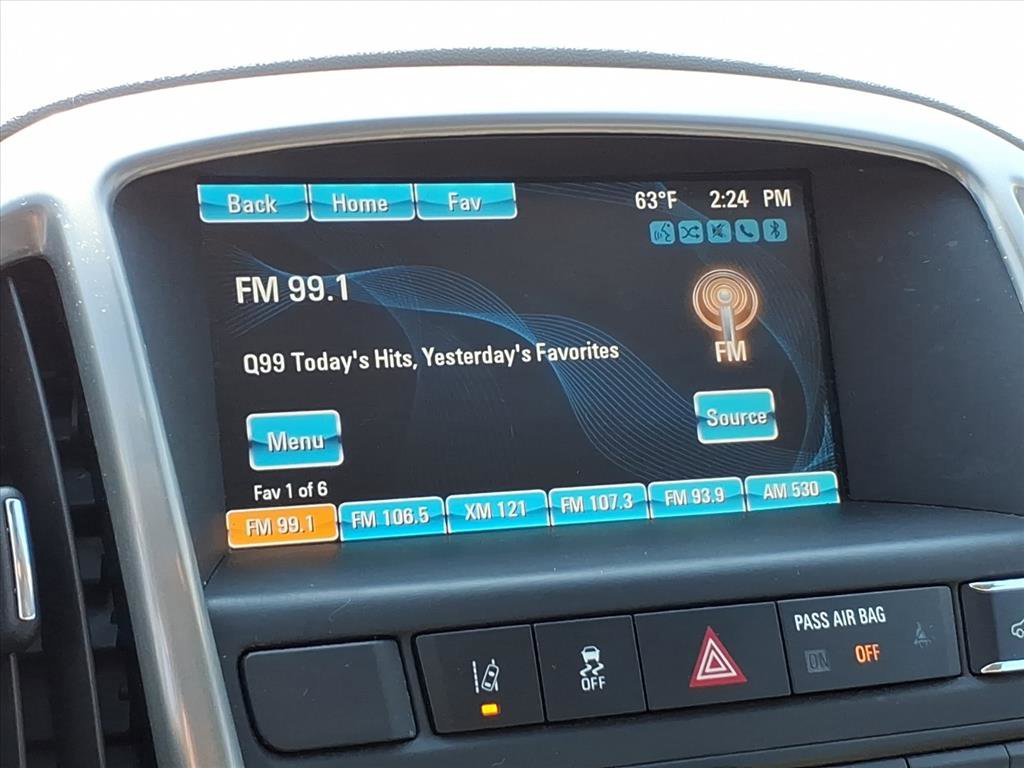 Back Home Fav 63°F 2:24 PM
FM 99.1
FM
Q99 Today's Hits, Yesterday's Favorites
Menu Source
Fav 1 of 6
FM 99.1 FM 106.5 XM 121 FM 107.3 FM 93.9 AM 530
PASS AIR BAG
ON OFF
OFF